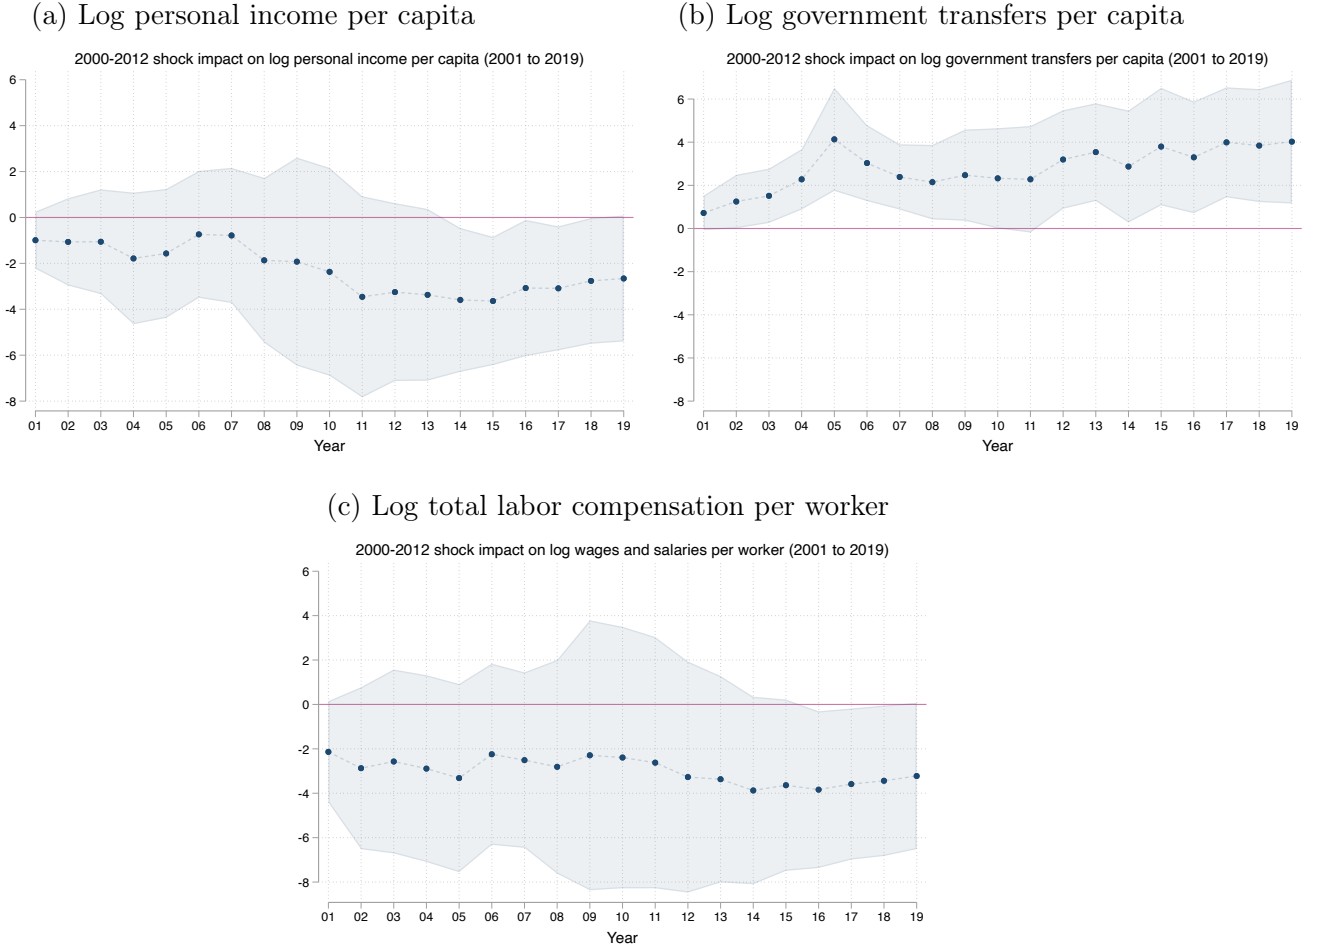 (a) Log personal income per capita
2000-2012 shock impact on log personal income per capita (2001 to 2019)
6
4
2
0
-2
-4
-6
-8
01 02 03 04 05 06 07 08 09 10 11 12 13 14 15 16 17 18 19
Year
(b) Log government transfers per capita
2000-2012 shock impact on log government transfers per capita (2001 to 2019)
6
4
2
0
-2
-4
-6
-8
01 02 03 04 05 06 07 08 09 10 11 12 13 14 15 16 17 18 19
Year
(c) Log total labor compensation per worker
2000-2012 shock impact on log wages and salaries per worker (2001 to 2019)
6
4
2
0
-2
-4
-6
-8
01 02 03 04 05 06 07 08 09 10 11 12 13 14 15 16 17 18 19
Year